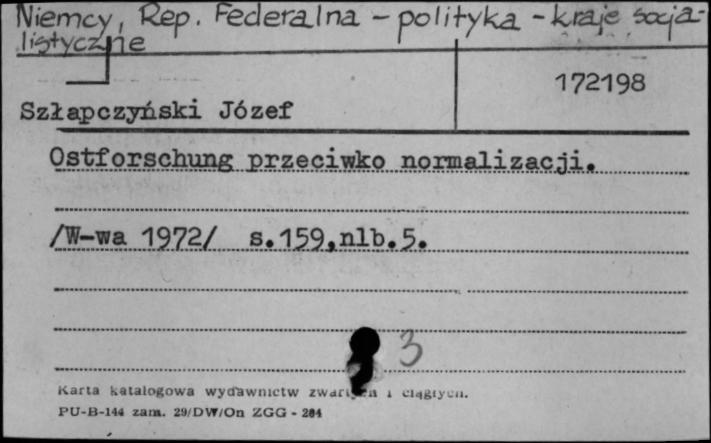 Niemcy, Rep. Federalna - polityka - kraje socja-
listyczne
172198
Szłapczyński Józef
Ostforschung przeciwko normalizacji.
/W-wa 1972/ s.159,nlb.5.
3
Karta katalogowa wydawnictw zwartych i ciągłych.
PU-B-144 zam. 29/DW/On ZGG - 284